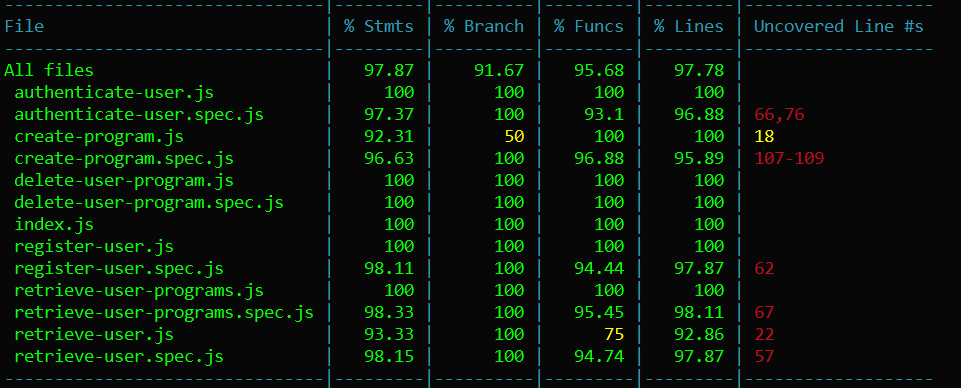 -------------------------------|---------|----------|---------|---------|-------------------
File                           | % Stmts | % Branch | % Funcs | % Lines | Uncovered Line #s
-------------------------------|---------|----------|---------|---------|-------------------
All files                      |   97.87 |    91.67 |   95.68 |   97.78 |
 authenticate-user.js          |     100 |      100 |     100 |     100 |
 authenticate-user.spec.js     |   97.37 |      100 |    93.1 |   96.88 | 66,76
 create-program.js             |   92.31 |       50 |     100 |     100 | 18
 create-program.spec.js        |   96.63 |      100 |   96.88 |   95.89 | 107-109
 delete-user-program.js        |     100 |      100 |     100 |     100 |
 delete-user-program.spec.js   |     100 |      100 |     100 |     100 |
 index.js                      |     100 |      100 |     100 |     100 |
 register-user.js              |     100 |      100 |     100 |     100 |
 register-user.spec.js         |   98.11 |      100 |   94.44 |   97.87 | 62
 retrieve-user-programs.js     |     100 |      100 |     100 |     100 |
 retrieve-user-programs.spec.js |   98.33 |      100 |   95.45 |   98.11 | 67
 retrieve-user.js              |   93.33 |      100 |      75 |   92.86 | 22
 retrieve-user.spec.js         |   98.15 |      100 |   94.74 |   97.87 | 57
-------------------------------|---------|----------|---------|---------|-------------------